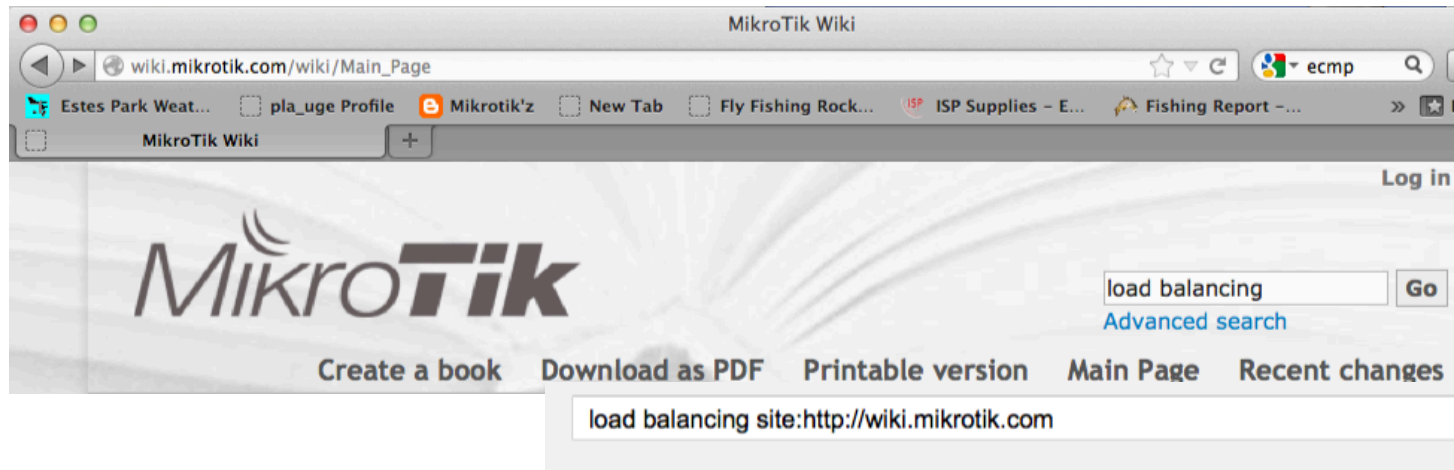 MikroTik Wiki
wiki.mikrotik.com/wiki/Main_Page
ecmp
Estes Park Weat... pla_uge Profile Mikrotik'z New Tab Fly Fishing Rock... ISP ISP Supplies – E... Fishing Report –... »
MikroTik Wiki +
Log in
MikroTik
load balancing Go
Advanced search
Create a book Download as PDF Printable version Main Page Recent changes
load balancing site:http://wiki.mikrotik.com